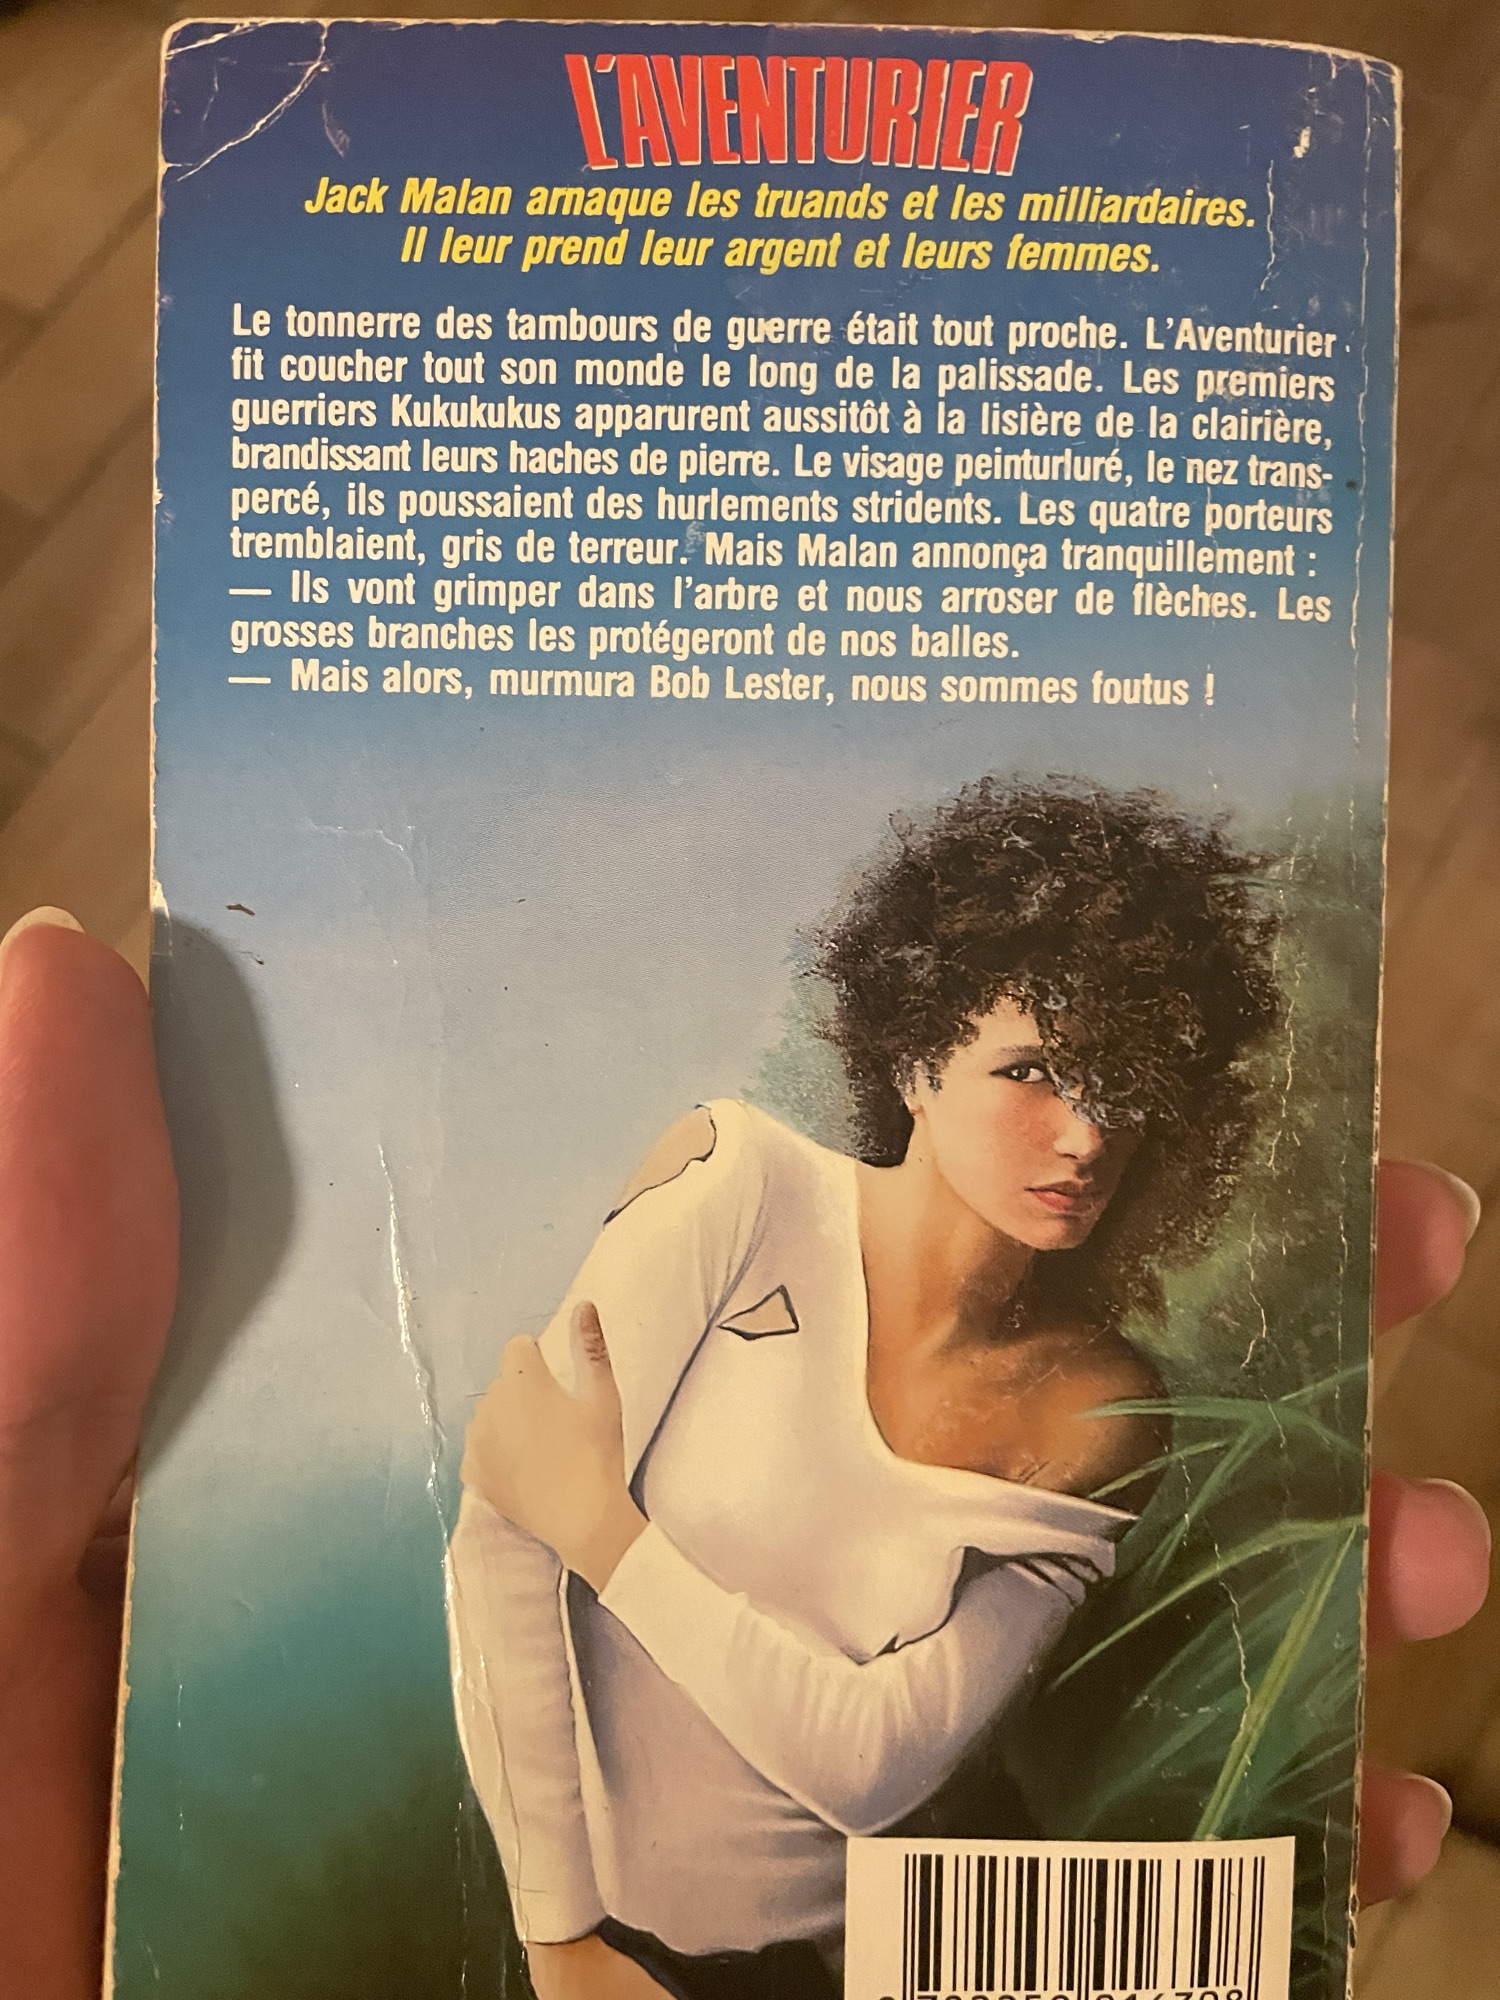 L'AVENTURIER
Jack Malan arnaque les truands et les milliardaires.
Il leur prend leur argent et leurs femmes.
Le tonnerre des tambours de guerre était tout proche. L'Aventurier
fit coucher tout son monde le long de la palissade. Les premiers
guerriers Kukukukus apparurent aussitôt à la lisière de la clairière,
brandissant leurs haches de pierre. Le visage peinturluré, le nez trans-
percé, ils poussaient des hurlements stridents. Les quatre porteurs
tremblaient, gris de terreur. Mais Malan annonça tranquillement :
— Ils vont grimper dans l'arbre et nous arroser de flèches. Les
grosses branches les protégeront de nos balles.
— Mais alors, murmura Bob Lester, nous sommes foutus !